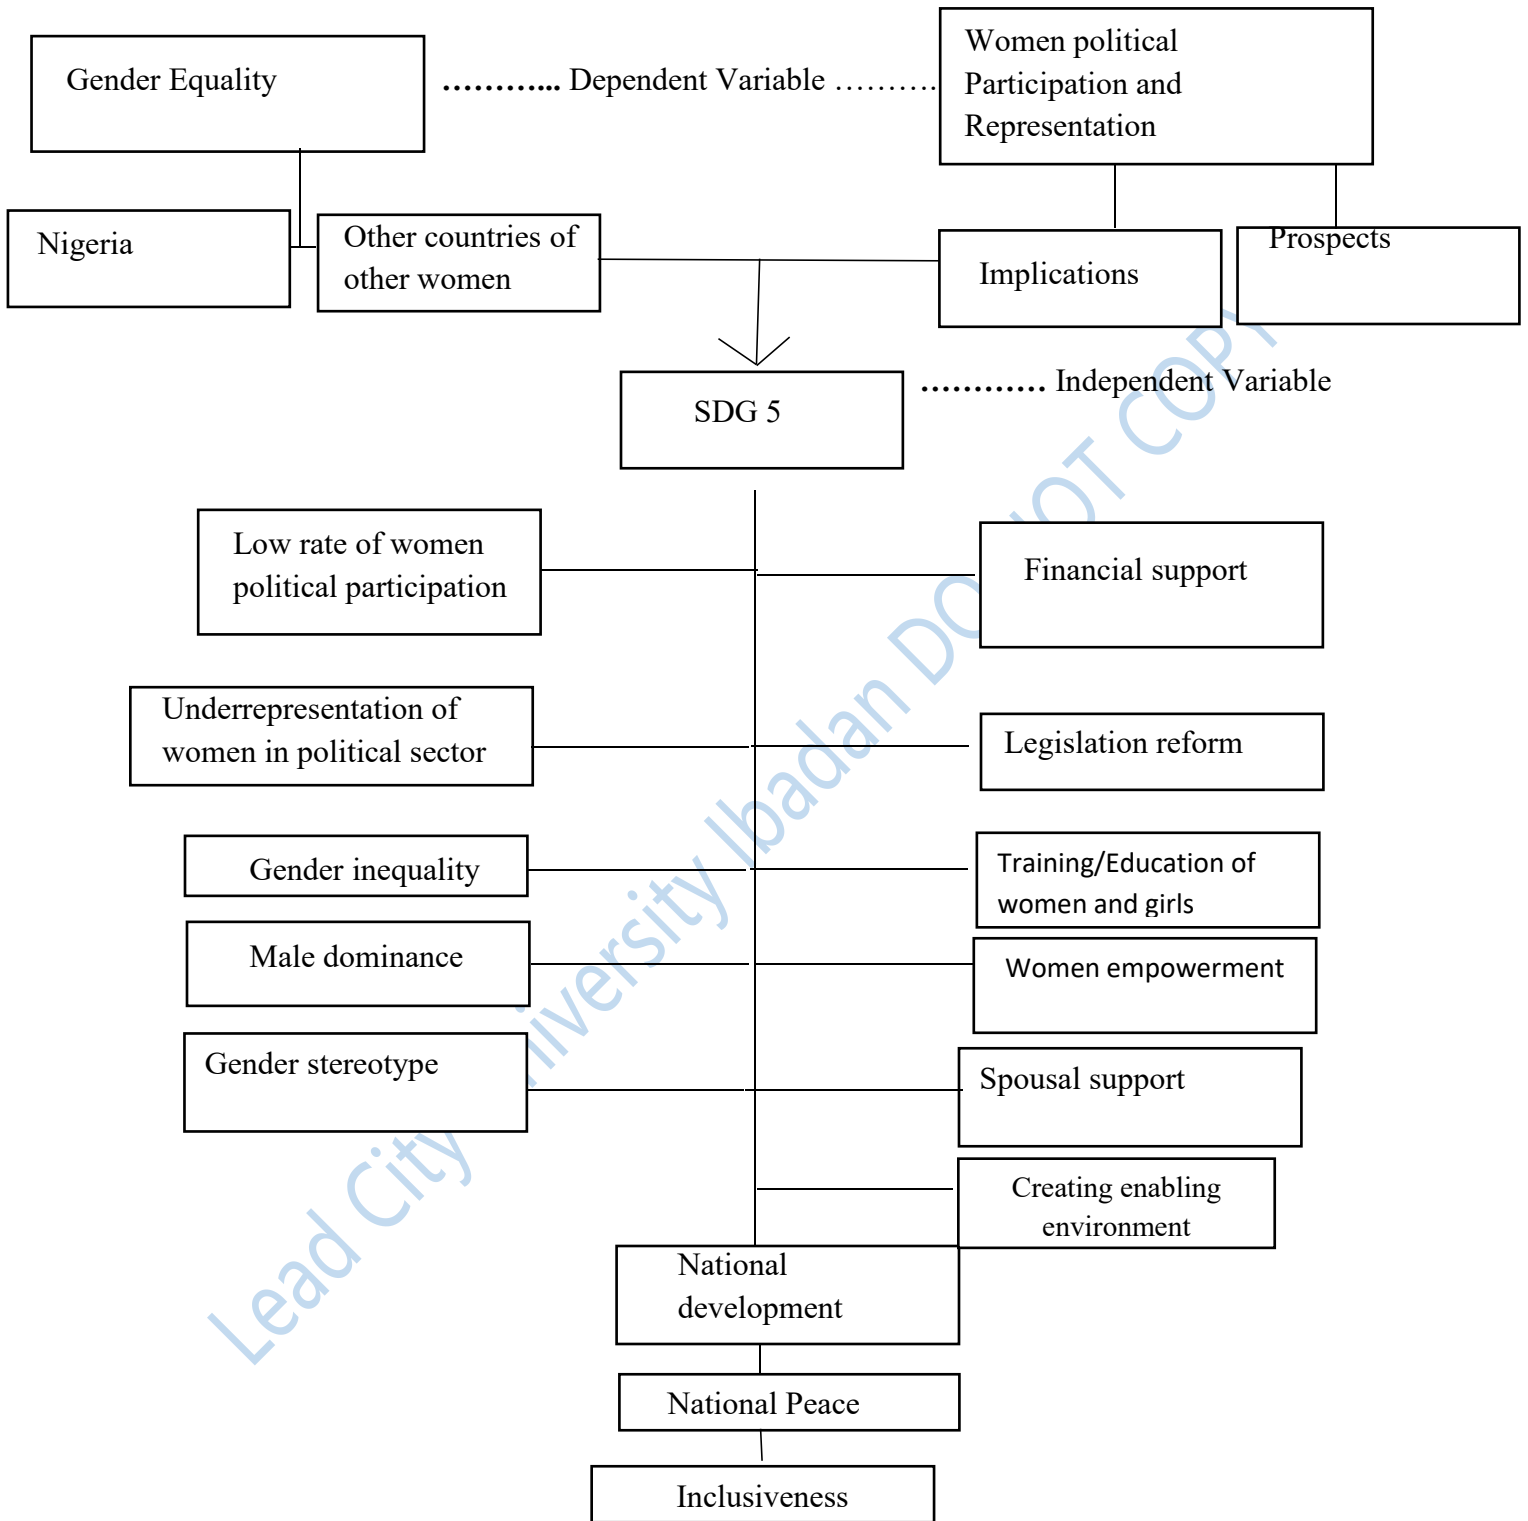 Gender Equality
………... Dependent Variable ……….
Women political
Participation and
Representation
Nigeria
Other countries of
other women
Implications
Prospects
SDG 5
………… Independent Variable
Low rate of women
political participation
Financial support
Underrepresentation of
women in political sector
Legislation reform
Gender inequality
Training/Education of
women and girls
Male dominance
Women empowerment
Gender stereotype
Spousal support
Creating enabling
environment
National
development
National Peace
Inclusiveness
Lead City University Ibadan DO NOT COPY